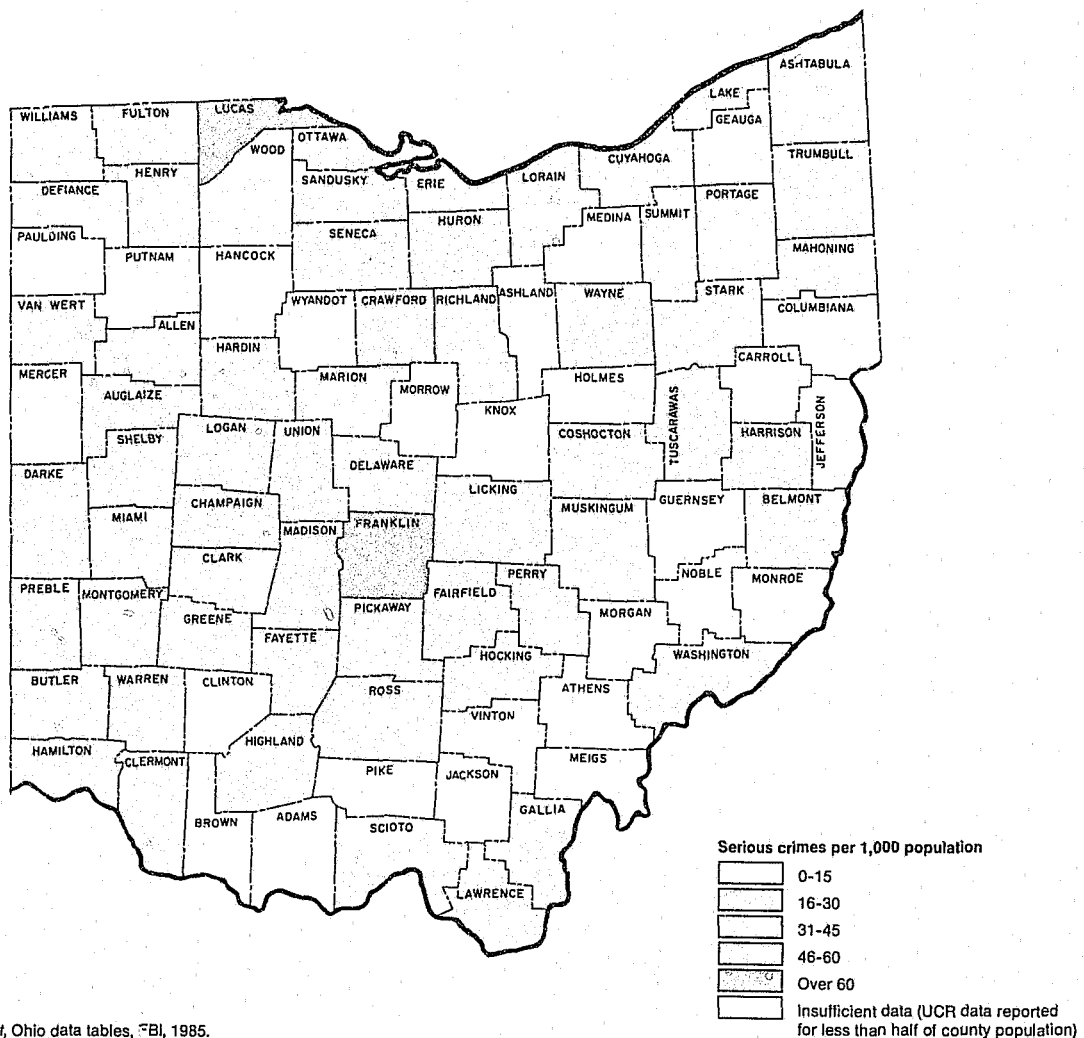 ASHTABULA
LAKE
GEAUGA
WILLIAMS
FULTON
LUCAS
OTTAWA
WOOD
CUYAHOGA
TRUMBULL
HENRY
SANDUSKY
ERIE
LORAIN
DEFIANCE
PORTAGE
MEDINA
SUMMIT
HURON
SENECA
PAULDING
PUTNAM
HANCOCK
MAHONING
VAN WERT
WYANDOT
CRAWFORD
RICHLAND
ASHLAND
WAYNE
STARK
COLUMBIANA
ALLEN
HARDIN
CARROLL
MERCER
MARION
MORROW
HOLMES
AUGLAIZE
KNOX
TUSCARAWAS
JEFFERSON
LOGAN
UNION
COSHOCTON
HARRISON
SHELBY
DELAWARE
DARKE
LICKING
GUERNSEY
BELMONT
CHAMPAIGN
MUSKINGUM
MIAMI
FRANKLIN
MADISON
CLARK
NOBLE
MONROE
PREBLE
MONTGOMERY
PERRY
FAIRFIELD
PICKAWAY
MORGAN
GREENE
FAYETTE
HOCKING
WASHINGTON
BUTLER
WARREN
CLINTON
ROSS
ATHENS
VINTON
HAMILTON
HIGHLAND
CLERMONT
MEIGS
PIKE
JACKSON
GALLIA
BROWN
ADAMS
SCIOTO
LAWRENCE
Serious crimes per 1,000 population
0-15
16-30
31-45
46-60
Over 60
Insufficient data (UCR data reported
for less than half of county population)
Ohio data tables, FBI, 1985.